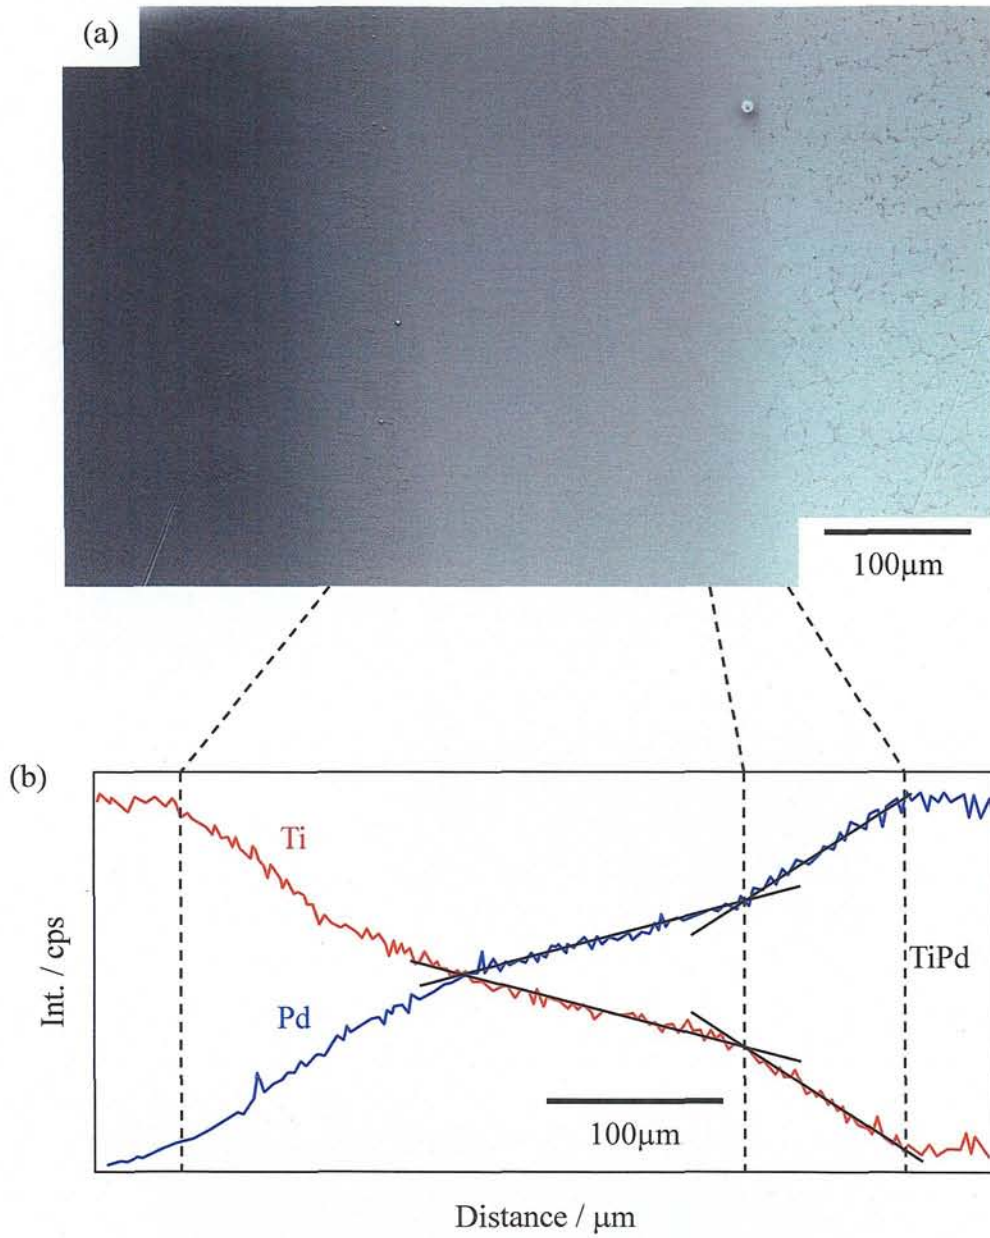 (a)
100μm
(b)
Ti
Pd
TiPd
100μm
Int. / cps
Distance / μm